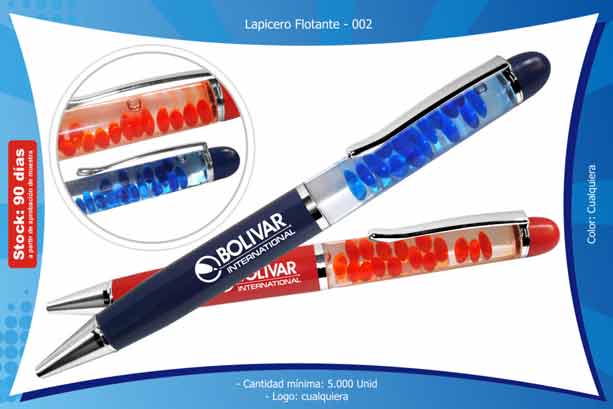 Lapicero Flotante - 002
Stock: 90 días
a partir de aprobación de muestra
Color: Cualquiera
BOLIVAR
INTERNATIONAL
BOLIVAR
INTERNATIONAL
- Cantidad mínima: 5.000 Unid
- Logo: cualquiera